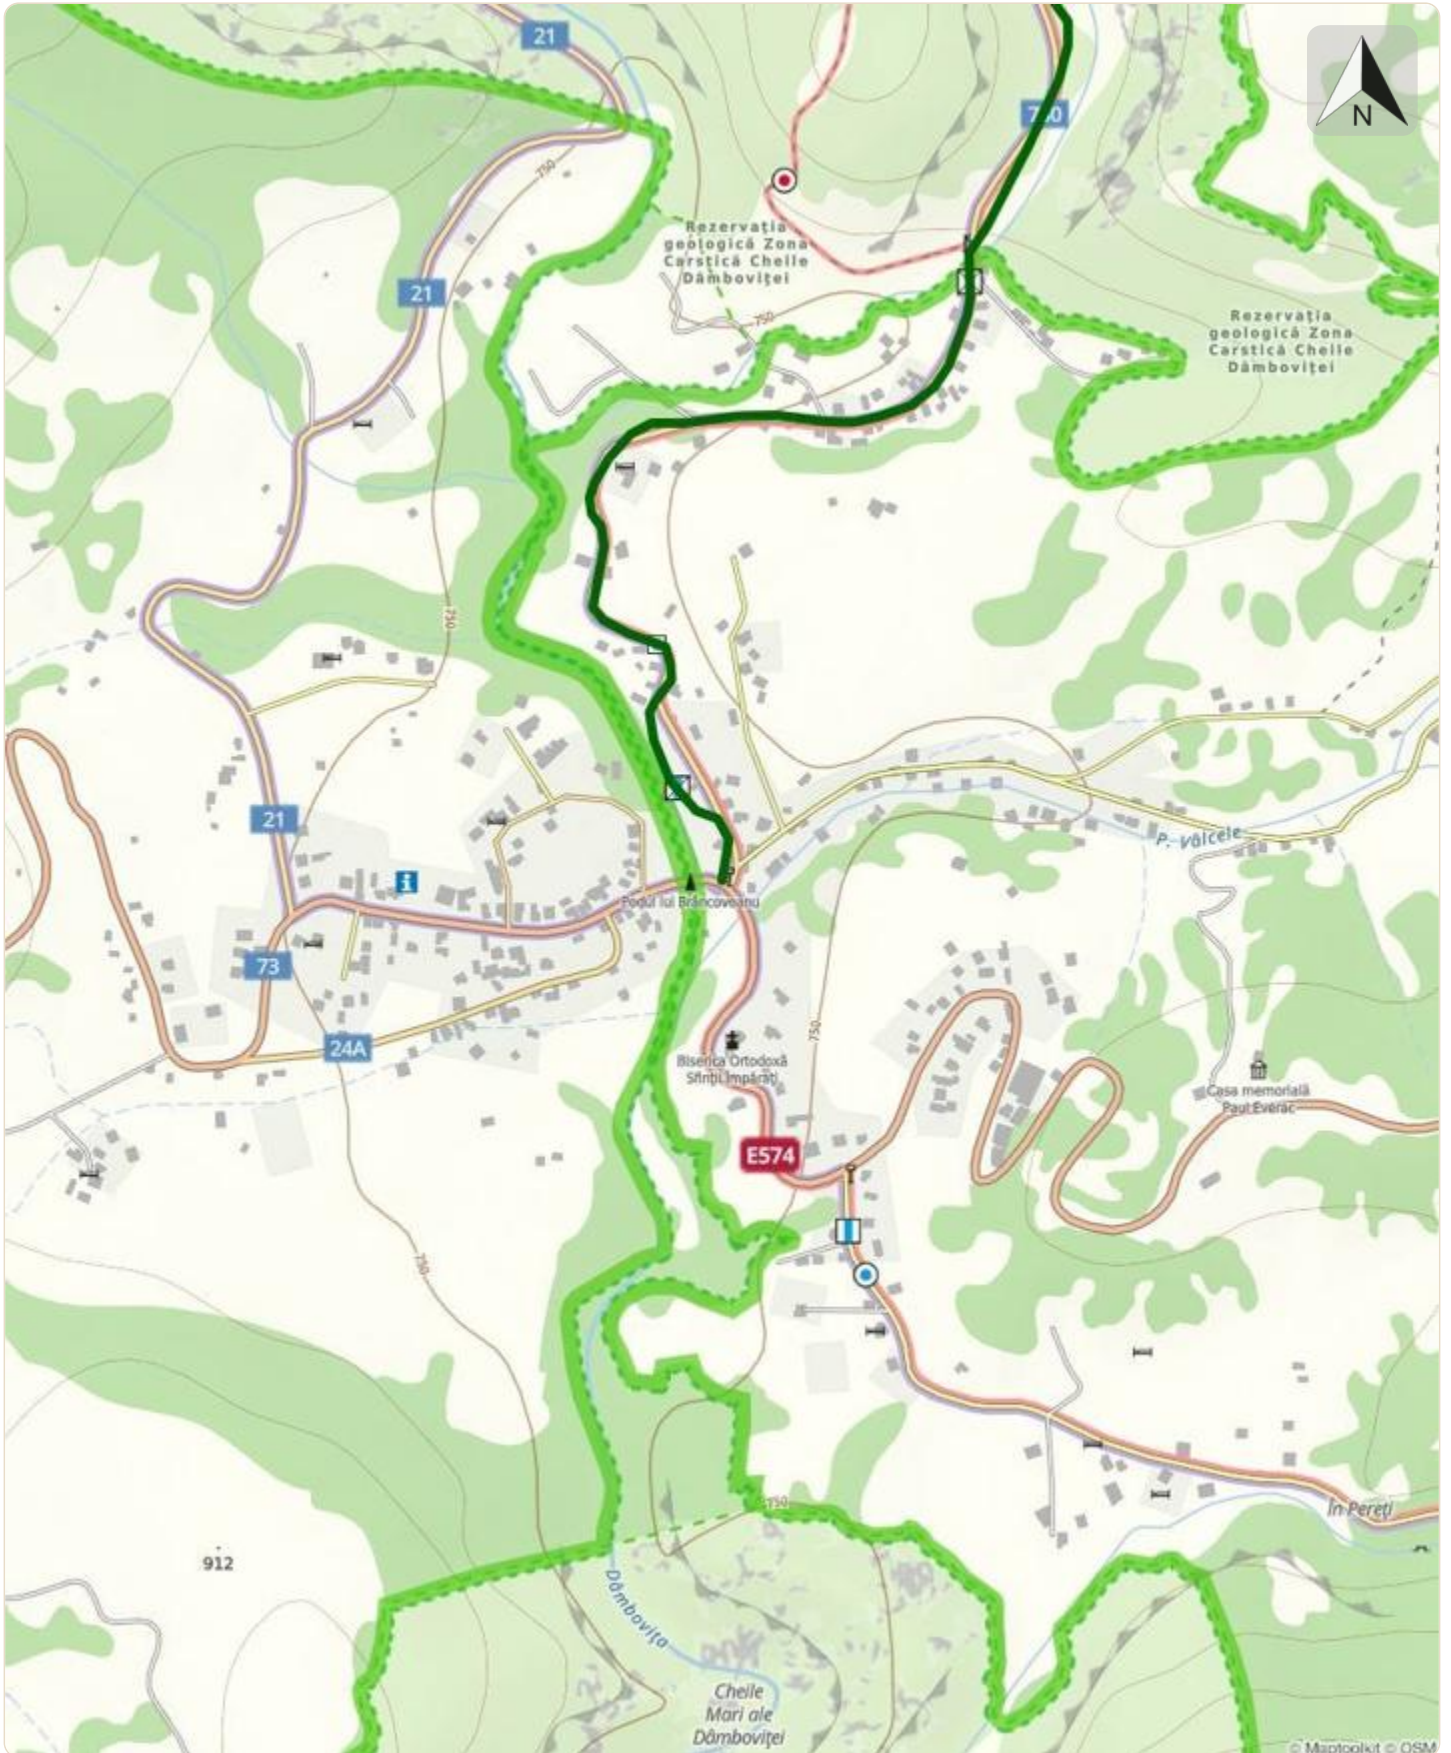 21
N
750
Rezervația
geologică Zona
Carstică Cheile
Dâmboviței
21
750
Rezervația
geologică Zona
Carstică Cheile
Dâmboviței
750
21
P. Vâlcele
i
Podul lui Brâncoveanu
73
750
24A
Biserica Ortodoxă
Sfinții Împărați
Casa memorială
Paul Everac
E574
750
750
În Pereți
912
Dâmbovița
Cheile
Mari ale
Dâmboviței
© Maptoolkit © OSM